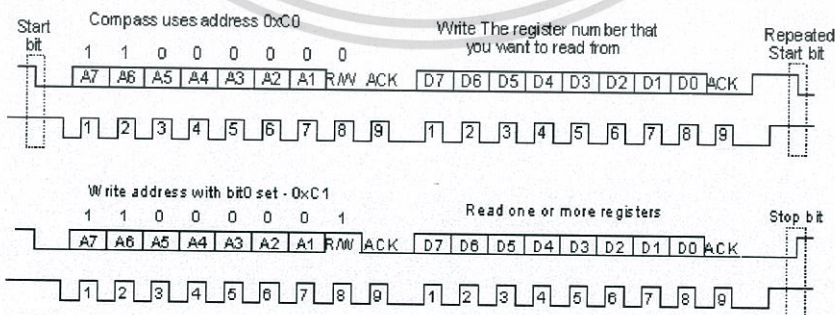 Start bit
Compass uses address 0xC0
Write The register number that you want to read from
Repeated Start bit
1 1 0 0 0 0 0 0
A7 A6 A5 A4 A3 A2 A1 R/W ACK D7 D6 D5 D4 D3 D2 D1 D0 ACK
1 2 3 4 5 6 7 8 9 1 2 3 4 5 6 7 8 9
Write address with bit0 set - 0xC1
Read one or more registers
Stop bit
1 1 0 0 0 0 0 1
A7 A6 A5 A4 A3 A2 A1 R/W ACK D7 D6 D5 D4 D3 D2 D1 D0 ACK
1 2 3 4 5 6 7 8 9 1 2 3 4 5 6 7 8 9